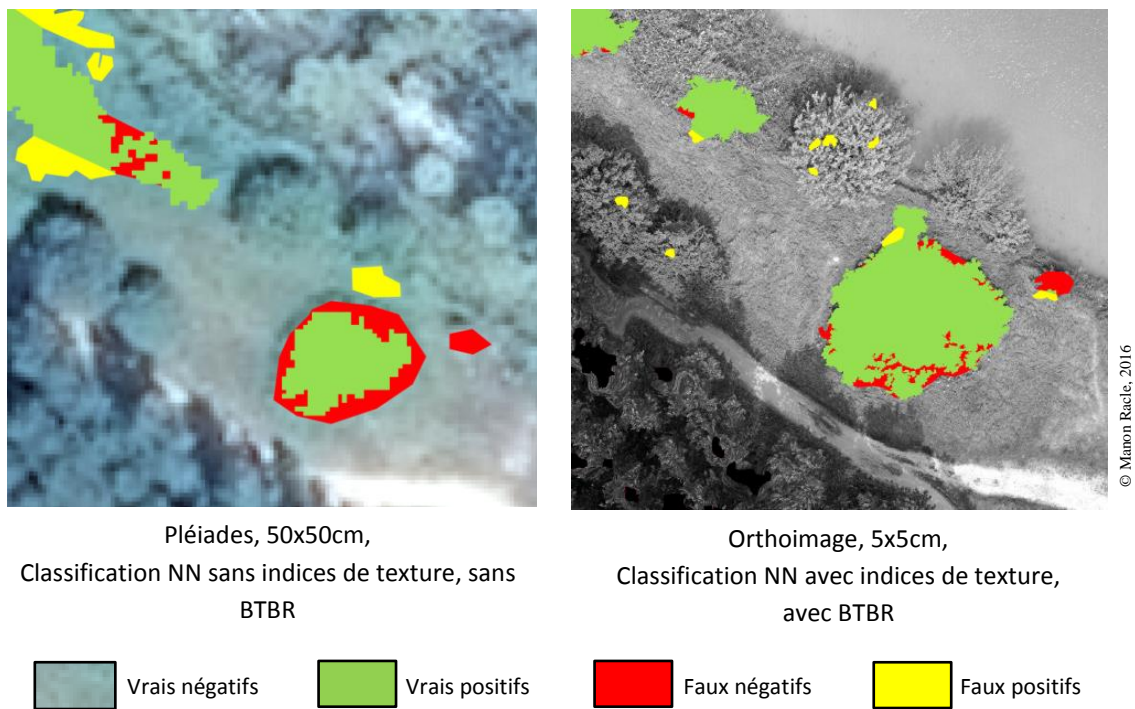 © Manon Racle, 2016
Pléiades, 50x50cm,
Classification NN sans indices de texture, sans
BTBR
Orthoimage, 5x5cm,
Classification NN avec indices de texture,
avec BTBR
Vrais négatifs
Vrais positifs
Faux négatifs
Faux positifs